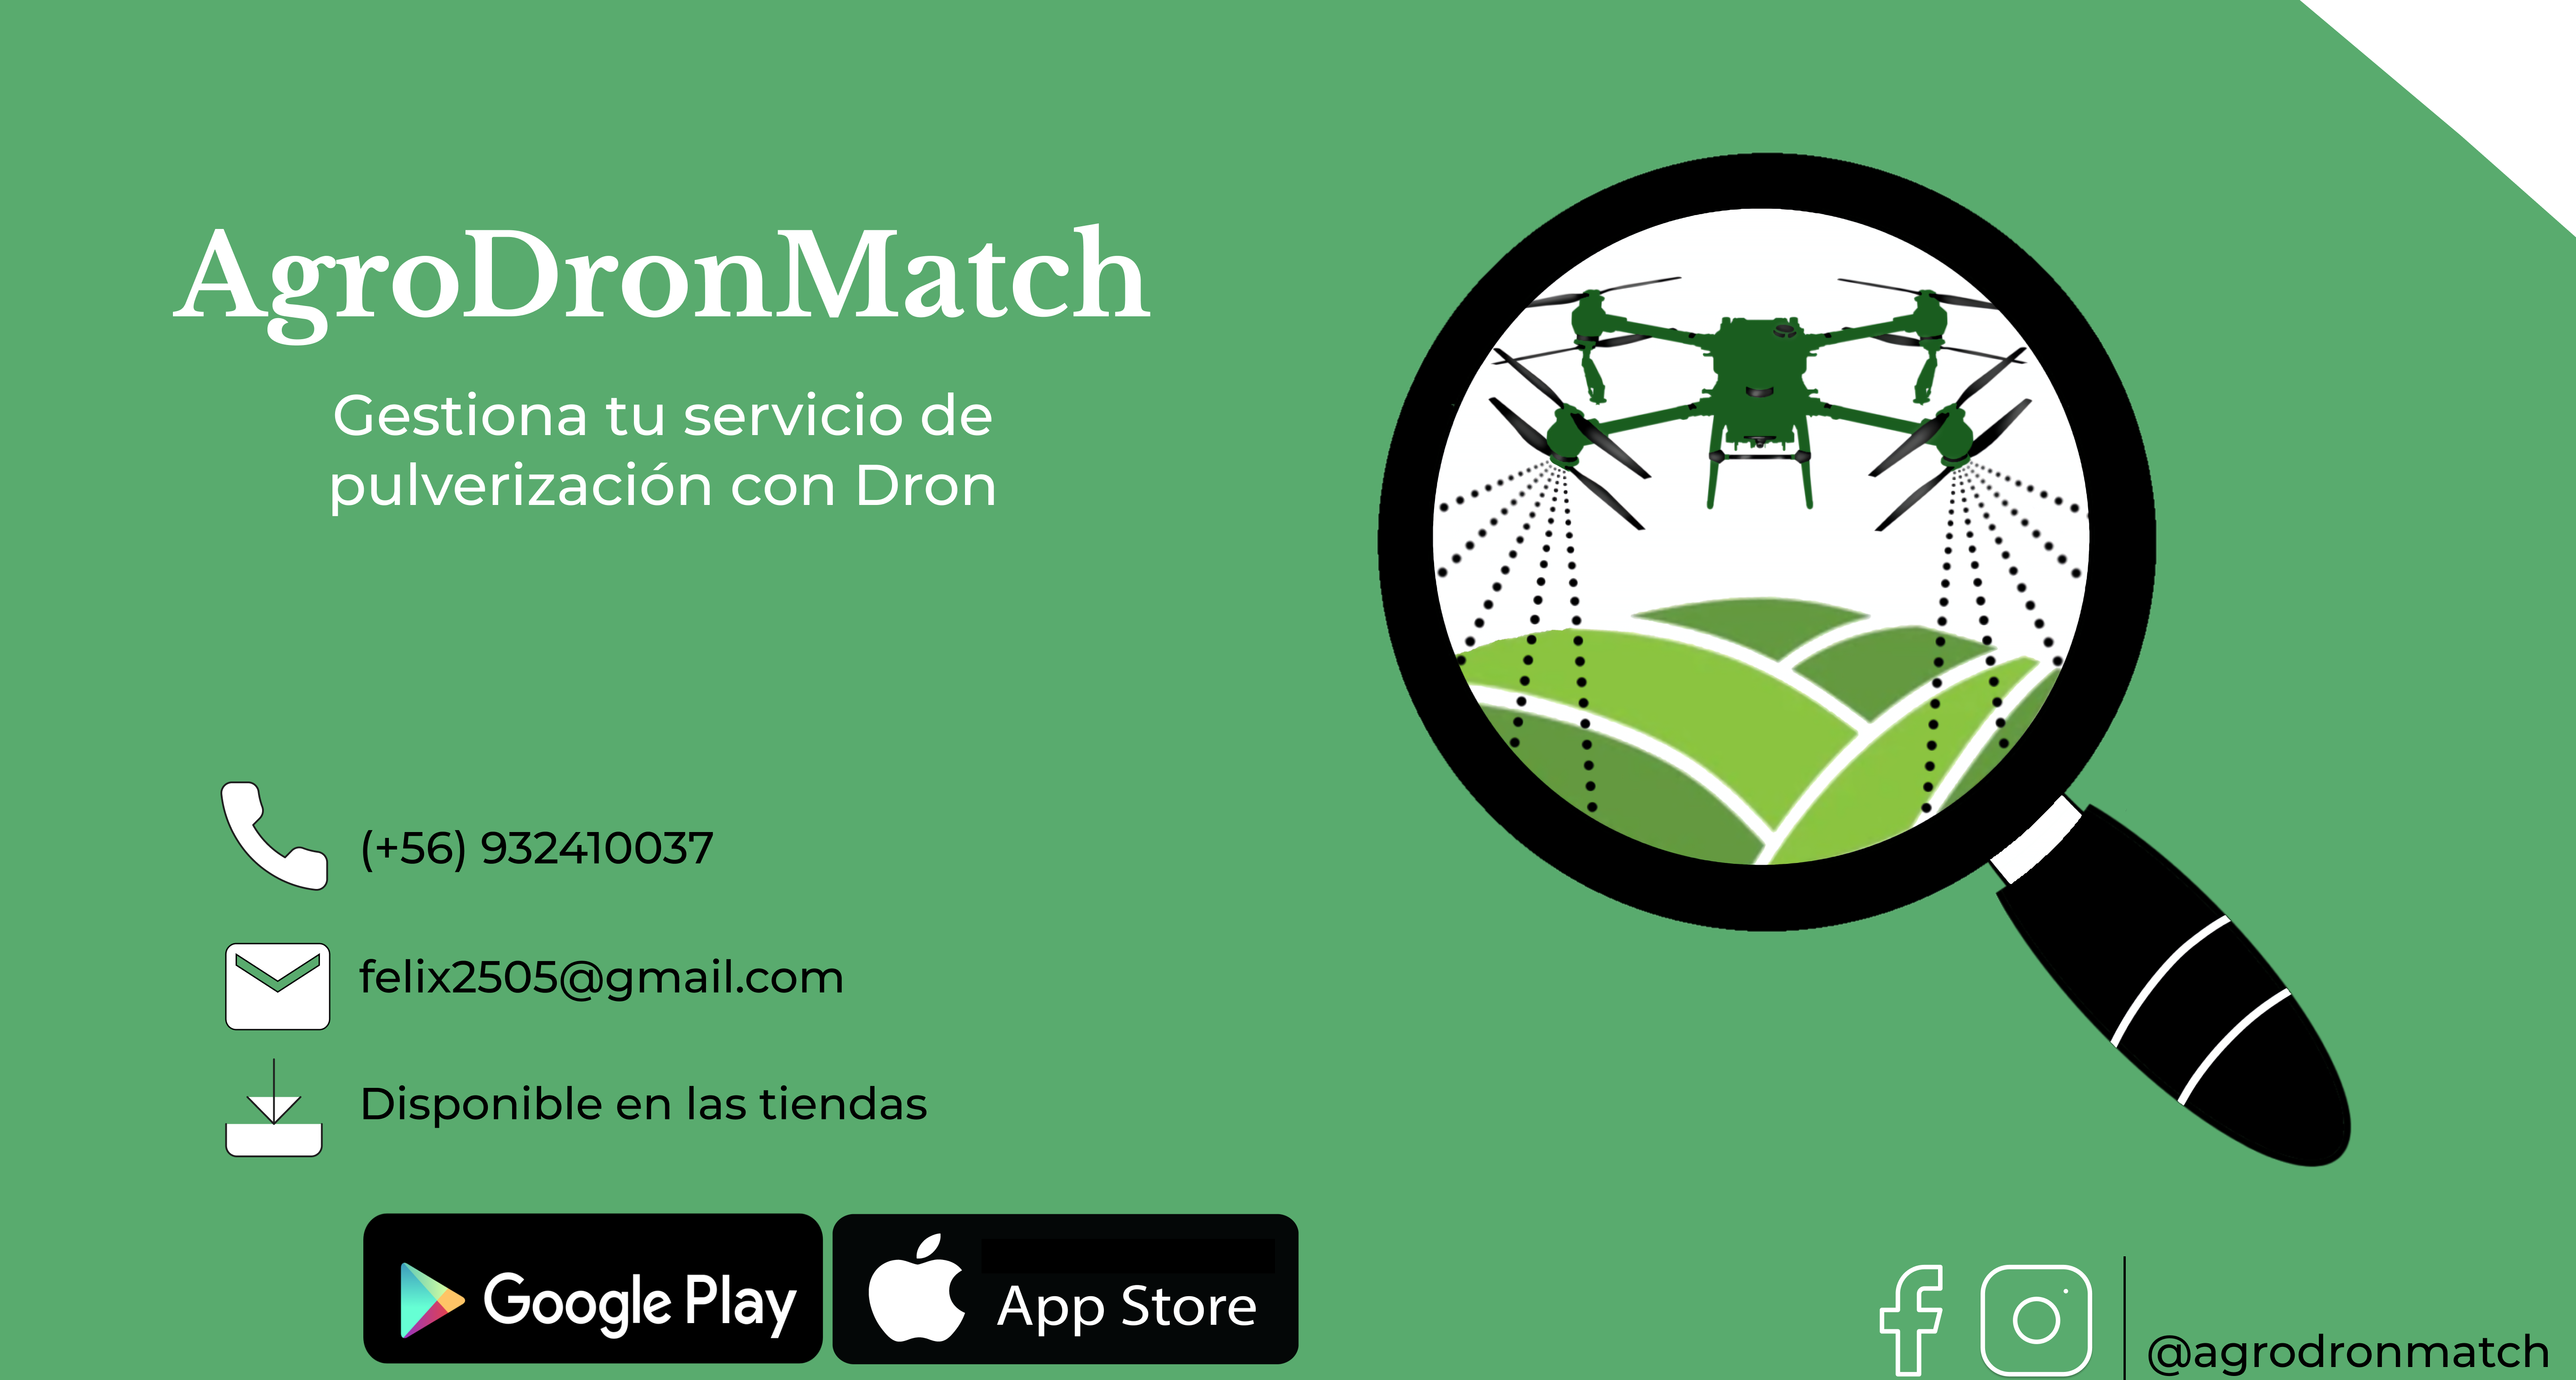 AgroDronMatch
Gestiona tu servicio de
pulverización con Dron
(+56) 932410037
felix2505@gmail.com
Disponible en las tiendas
Google Play
App Store
@agrodronmatch